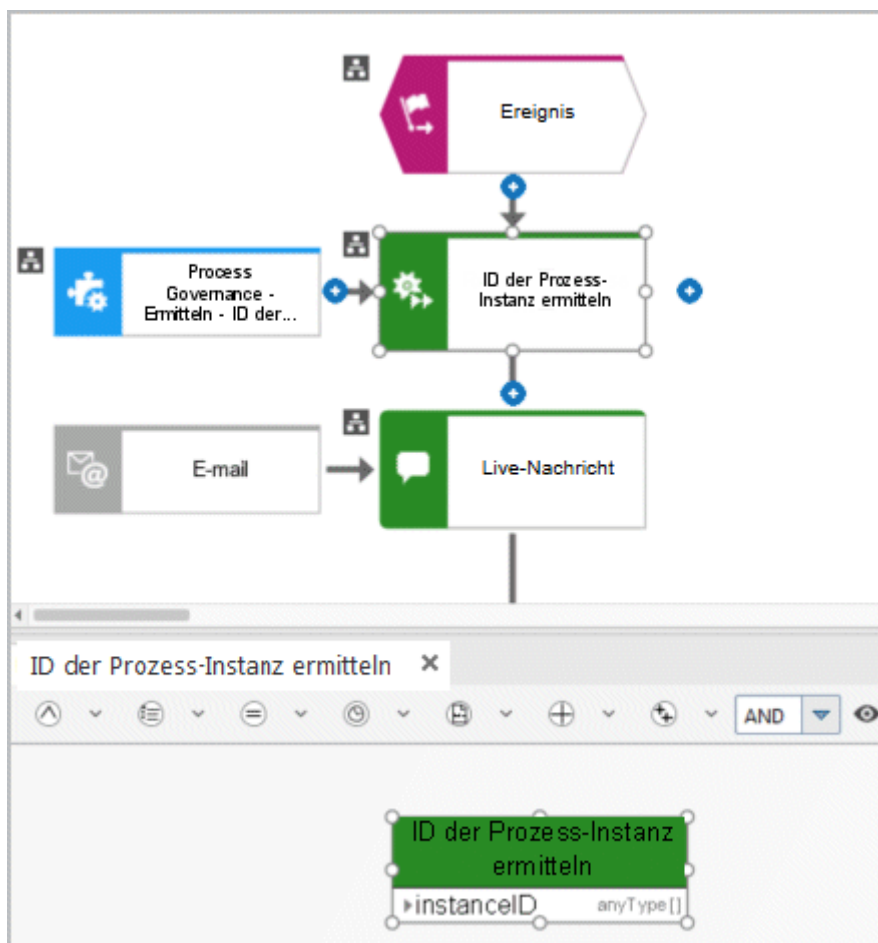 Ereignis
Process
Governance -
Ermitteln - ID der...
ID der Prozess-
Instanz ermitteln
E-mail
Live-Nachricht
ID der Prozess-Instanz ermitteln
AND
ID der Prozess-Instanz
ermitteln
instanceID anyType[]